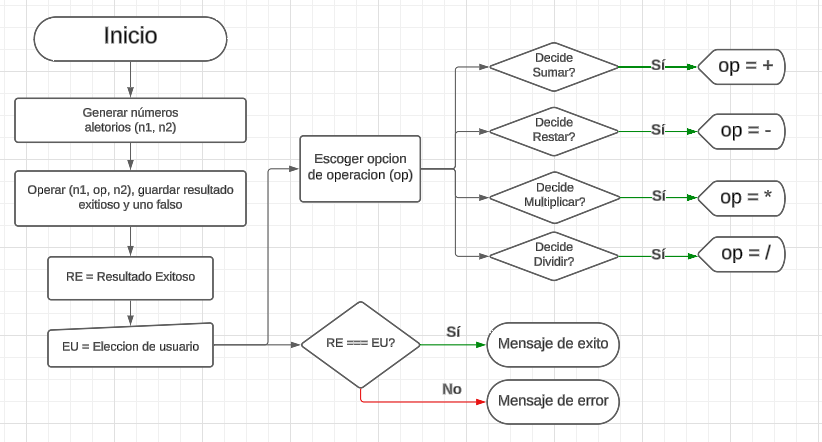 Inicio
Generar números
aletorios (n1, n2)
Operar (n1, op, n2), guardar resultado
exitioso y uno falso
RE = Resultado Exitoso
EU = Eleccion de usuario
Escoger opcion
de operacion (op)
Decide
Sumar?
Sí
op = +
Decide
Restar?
Sí
op = -
Decide
Multiplicar?
Sí
op = *
Decide
Dividir?
Sí
op = /
RE === EU?
Sí
Mensaje de exito
No
Mensaje de error